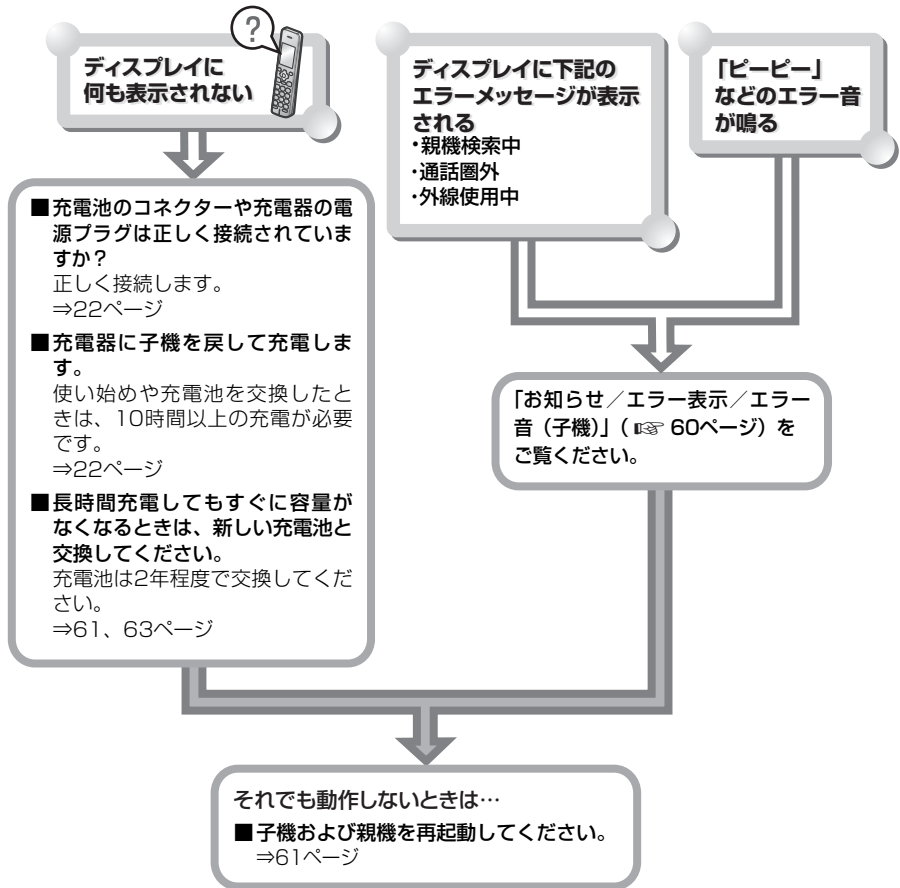 ?
ディスプレイに
何も表示されない
ディスプレイに下記の
エラーメッセージが表示
される
・親機検索中
・通話圏外
・外線使用中
「ピーピー」
などのエラー音
が鳴る
■充電池のコネクターや充電器の電
源プラグは正しく接続されていま
すか？
正しく接続します。
⇒22ページ
■充電器に子機を戻して充電しま
す。
使い始めや充電池を交換したと
きは、10時間以上の充電が必要
です。
⇒22ページ
■長時間充電してもすぐに容量が
なくなるときは、新しい充電池と
交換してください。
充電池は2年程度で交換してくだ
さい。
⇒61、63ページ
「お知らせ／エラー表示／エラー
音（子機）」（☞ 60ページ）を
ご覧ください。
それでも動作しないときは…
■子機および親機を再起動してください。
⇒61ページ